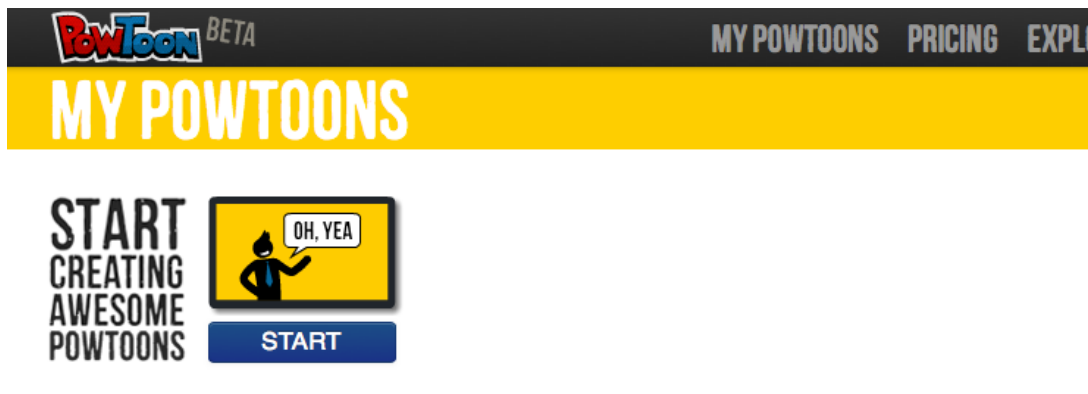 PowToon BETA
MY POWTOONS PRICING
MY POWTOONS
START
CREATING
AWESOME
POWTOONS
OH, YEA
START